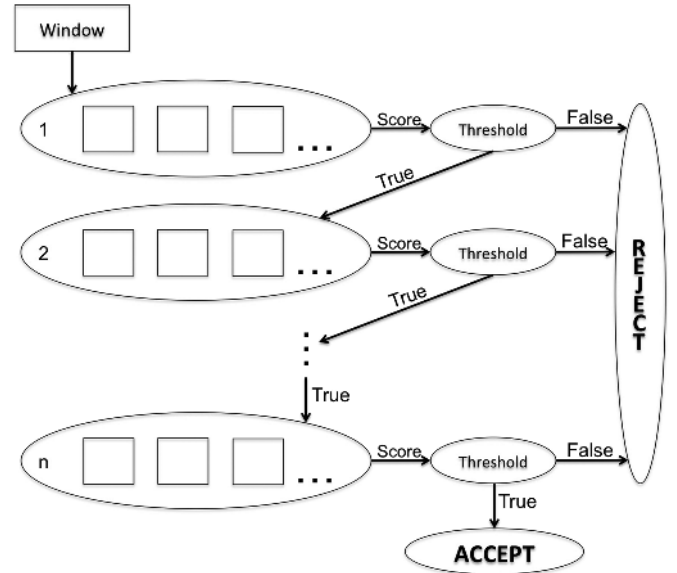 Window
1
. . .
Score
Threshold
False
True
2
. . .
Score
Threshold
False
True
REJECT
True
n
. . .
Score
Threshold
False
True
ACCEPT